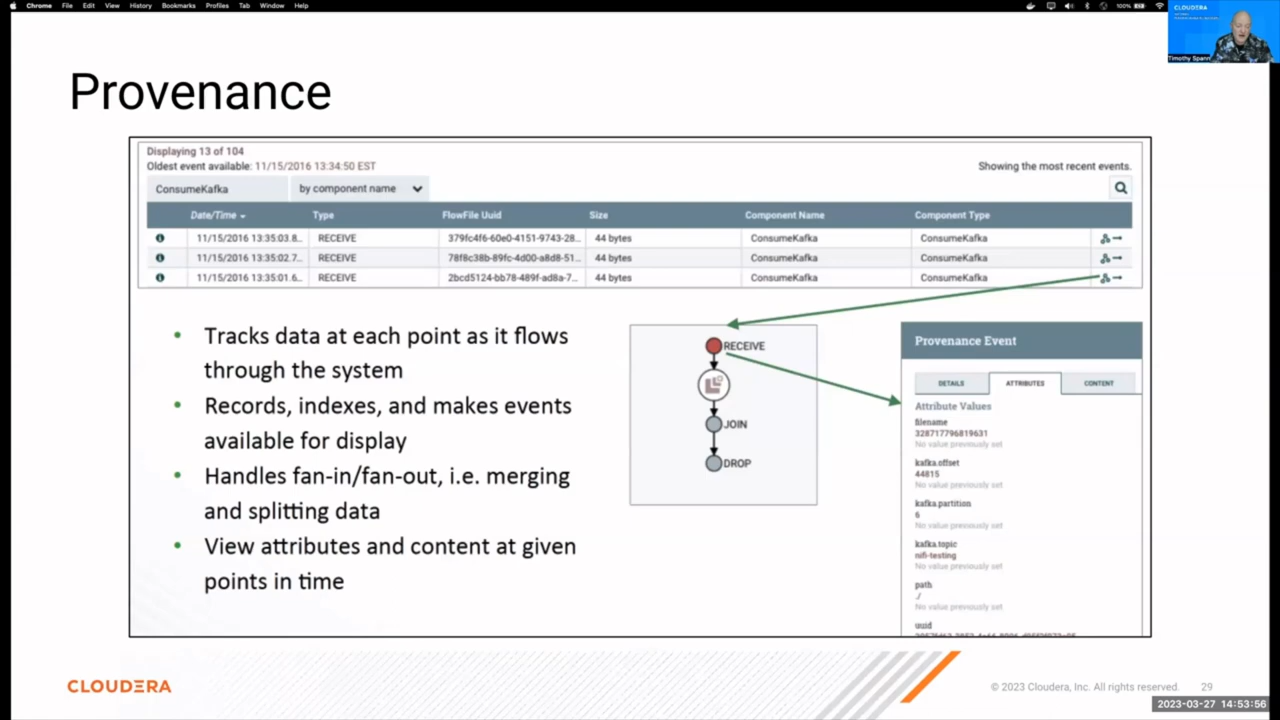 Chrome File Edit View History Bookmarks Profiles Tab Window Help
100%
CLOUDERA
Timothy Spann
Provenance
Displaying 13 of 104
Oldest event available: 11/15/2016 13:34:50 EST
Showing the most recent events.
ConsumeKafka by component name
Date/Time Type FlowFile Uuid Size Component Name Component Type
11/15/2016 13:35:03.8... RECEIVE 379fc4f6-60e0-4151-9743-28... 44 bytes ConsumeKafka ConsumeKafka
11/15/2016 13:35:02.7... RECEIVE 78f8c38b-89fc-4d00-a8d8-51... 44 bytes ConsumeKafka ConsumeKafka
11/15/2016 13:35:01.6... RECEIVE 2bcd5124-bb78-489f-ad8a-7... 44 bytes ConsumeKafka ConsumeKafka
• Tracks data at each point as it flows
through the system
• Records, indexes, and makes events
available for display
• Handles fan-in/fan-out, i.e. merging
and splitting data
• View attributes and content at given
points in time
RECEIVE
JOIN
DROP
Provenance Event
DETAILS ATTRIBUTES CONTENT
Attribute Values
filename
328717796819631
No value previously set
kafka.offset
44815
No value previously set
kafka.partition
6
No value previously set
kafka.topic
nifi-testing
No value previously set
path
./
No value previously set
uuid
CLOUDERA
© 2023 Cloudera, Inc. All rights reserved. 29
2023-03-27 14:53:56